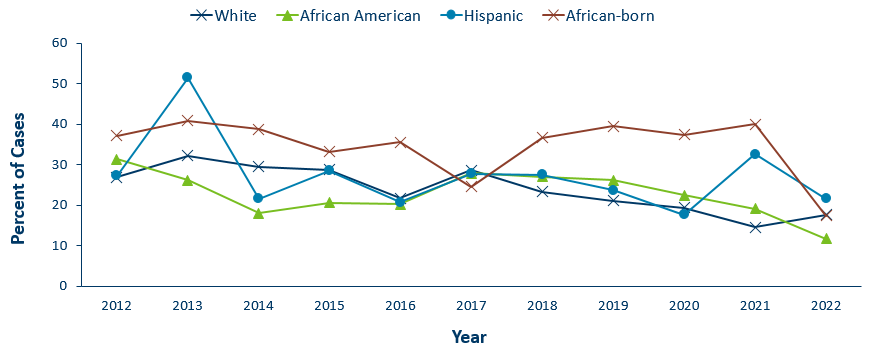 White African American Hispanic African-born
60
50
40
30
20
10
0
Percent of Cases
2012 2013 2014 2015 2016 2017 2018 2019 2020 2021 2022
Year